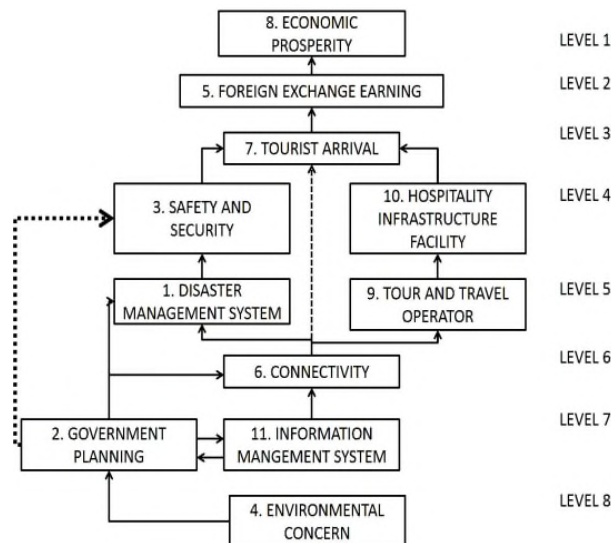 8. ECONOMIC
PROSPERITY
LEVEL 1
5. FOREIGN EXCHANGE EARNING
LEVEL 2
7. TOURIST ARRIVAL
LEVEL 3
3. SAFETY AND
SECURITY
10. HOSPITALITY
INFRASTRUCTURE
FACILITY
LEVEL 4
1. DISASTER
MANAGEMENT SYSTEM
9. TOUR AND TRAVEL
OPERATOR
LEVEL 5
6. CONNECTIVITY
LEVEL 6
2. GOVERNMENT
PLANNING
11. INFORMATION
MANGEMENT SYSTEM
LEVEL 7
4. ENVIRONMENTAL
CONCERN
LEVEL 8